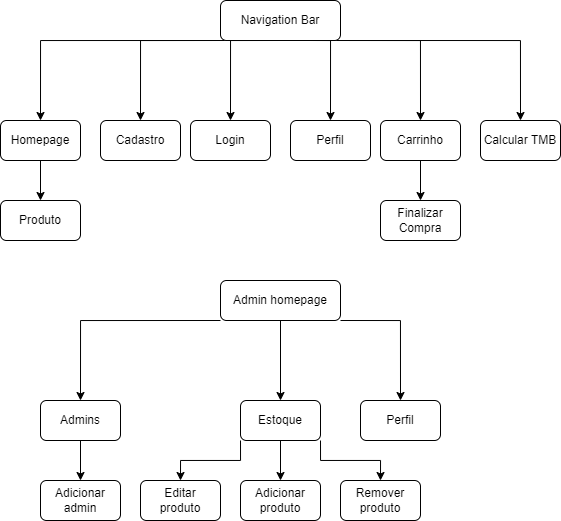 Navigation Bar
Homepage
Cadastro
Login
Perfil
Carrinho
Calcular TMB
Produto
Finalizar
Compra
Admin homepage
Admins
Estoque
Perfil
Adicionar
admin
Editar
produto
Adicionar
produto
Remover
produto